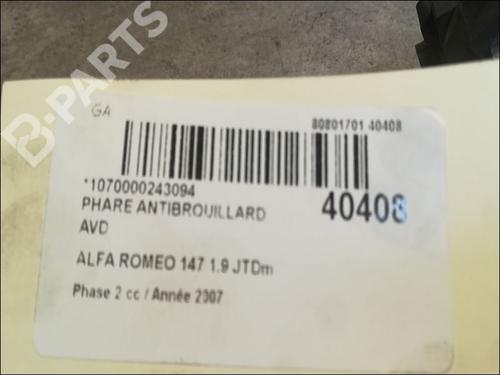 B-PARTS
GA
80801701 40408
*1070000243094
40408
PHARE ANTIBROUILLARD
AVD
ALFA ROMEO 147 1.9 JTDm
Phase 2 cc / Année 2007